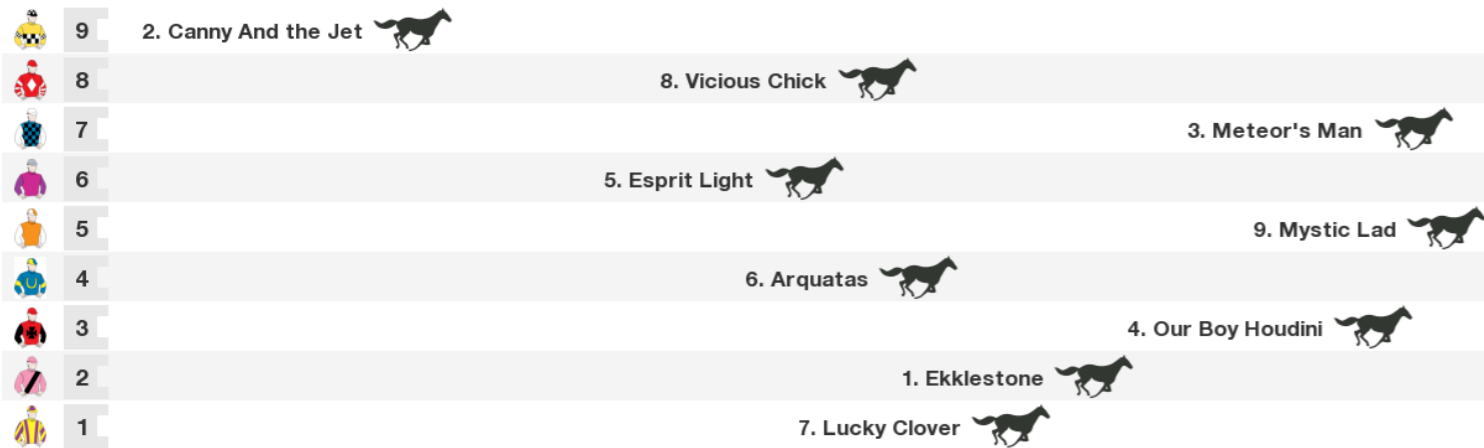 9 2. Canny And the Jet
8 8. Vicious Chick
7 3. Meteor's Man
6 5. Esprit Light
5 9. Mystic Lad
4 6. Arquatas
3 4. Our Boy Houdini
2 1. Ekklestone
1 7. Lucky Clover